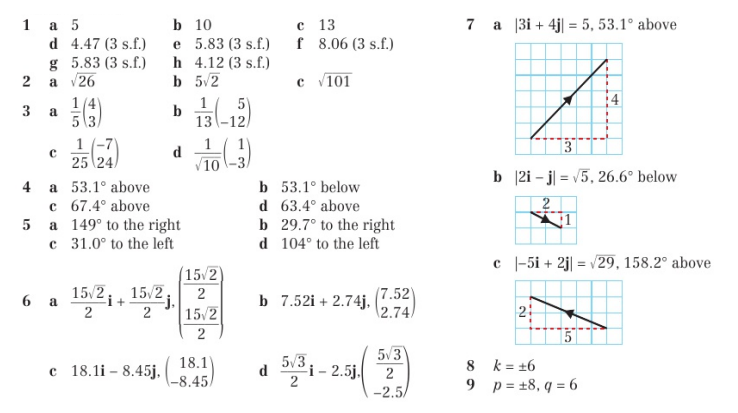 1 a 5 b 10 c 13
d 4.47 (3 s.f.) e 5.83 (3 s.f.) f 8.06 (3 s.f.)
g 5.83 (3 s.f.) h 4.12 (3 s.f.)
2 a √26 b 5√2 c √101
3 a 1/5 (4 3) b 1/13 (5 −12)
c 1/25 (−7 24) d 1/√10 (1 −3)
4 a 53.1° above b 53.1° below
c 67.4° above d 63.4° above
5 a 149° to the right b 29.7° to the right
c 31.0° to the left d 104° to the left
6 a 15√2/2 i + 15√2/2 j, (15√2/2 15√2/2) b 7.52i + 2.74j, (7.52 2.74)
c 18.1i − 8.45j, (18.1 −8.45) d 5√3/2 i − 2.5j, (5√3/2 −2.5)
7 a |3i + 4j| = 5, 53.1° above
4
3
b |2i − j| = √5, 26.6° below
2
1
c |−5i + 2j| = √29, 158.2° above
2
5
8 k = ±6
9 p = ±8, q = 6